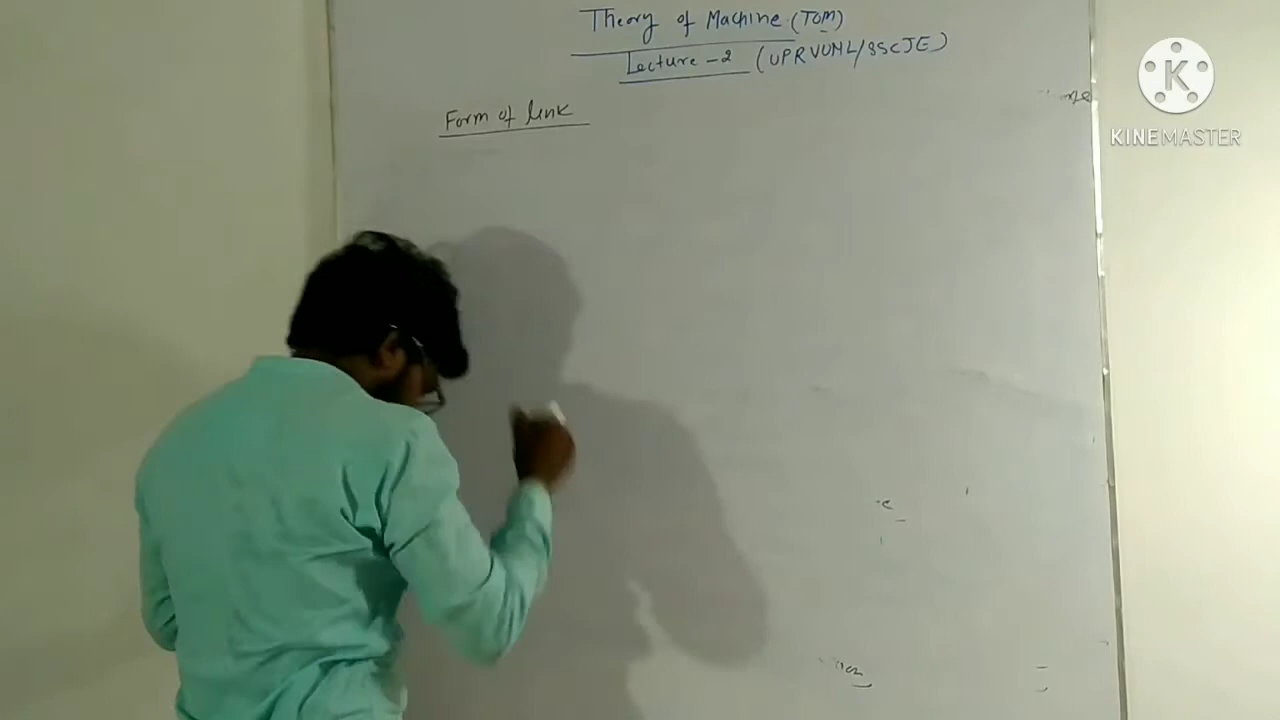 Theory of Machine (TOM)
Lecture - 2 (UPRVUNL/SSCJE)
Form of link
K
KINEMASTER